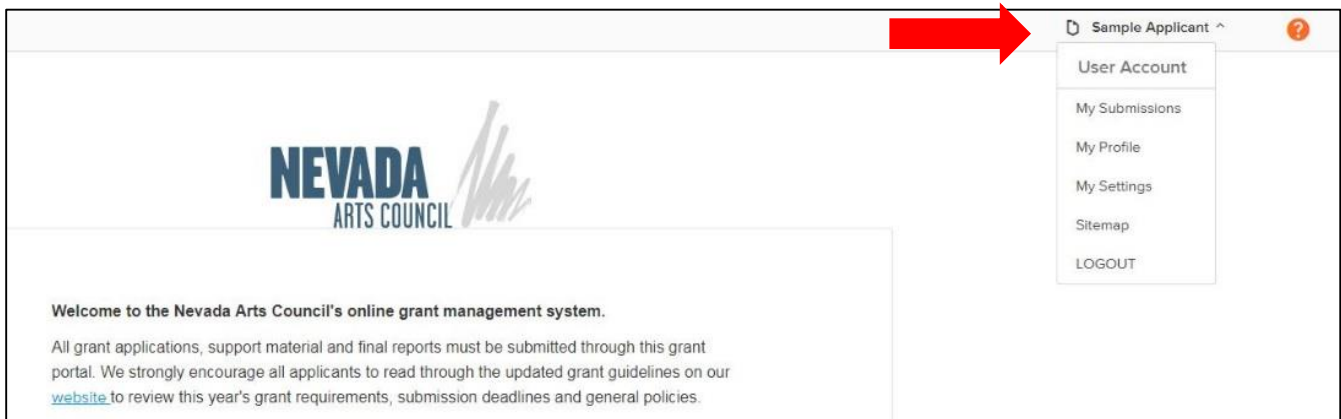 Sample Applicant
?
User Account
My Submissions
My Profile
My Settings
Sitemap
LOGOUT
NEVADA
ARTS COUNCIL
Welcome to the Nevada Arts Council's online grant management system.
All grant applications, support material and final reports must be submitted through this grant
portal. We strongly encourage all applicants to read through the updated grant guidelines on our
website to review this year's grant requirements, submission deadlines and general policies.